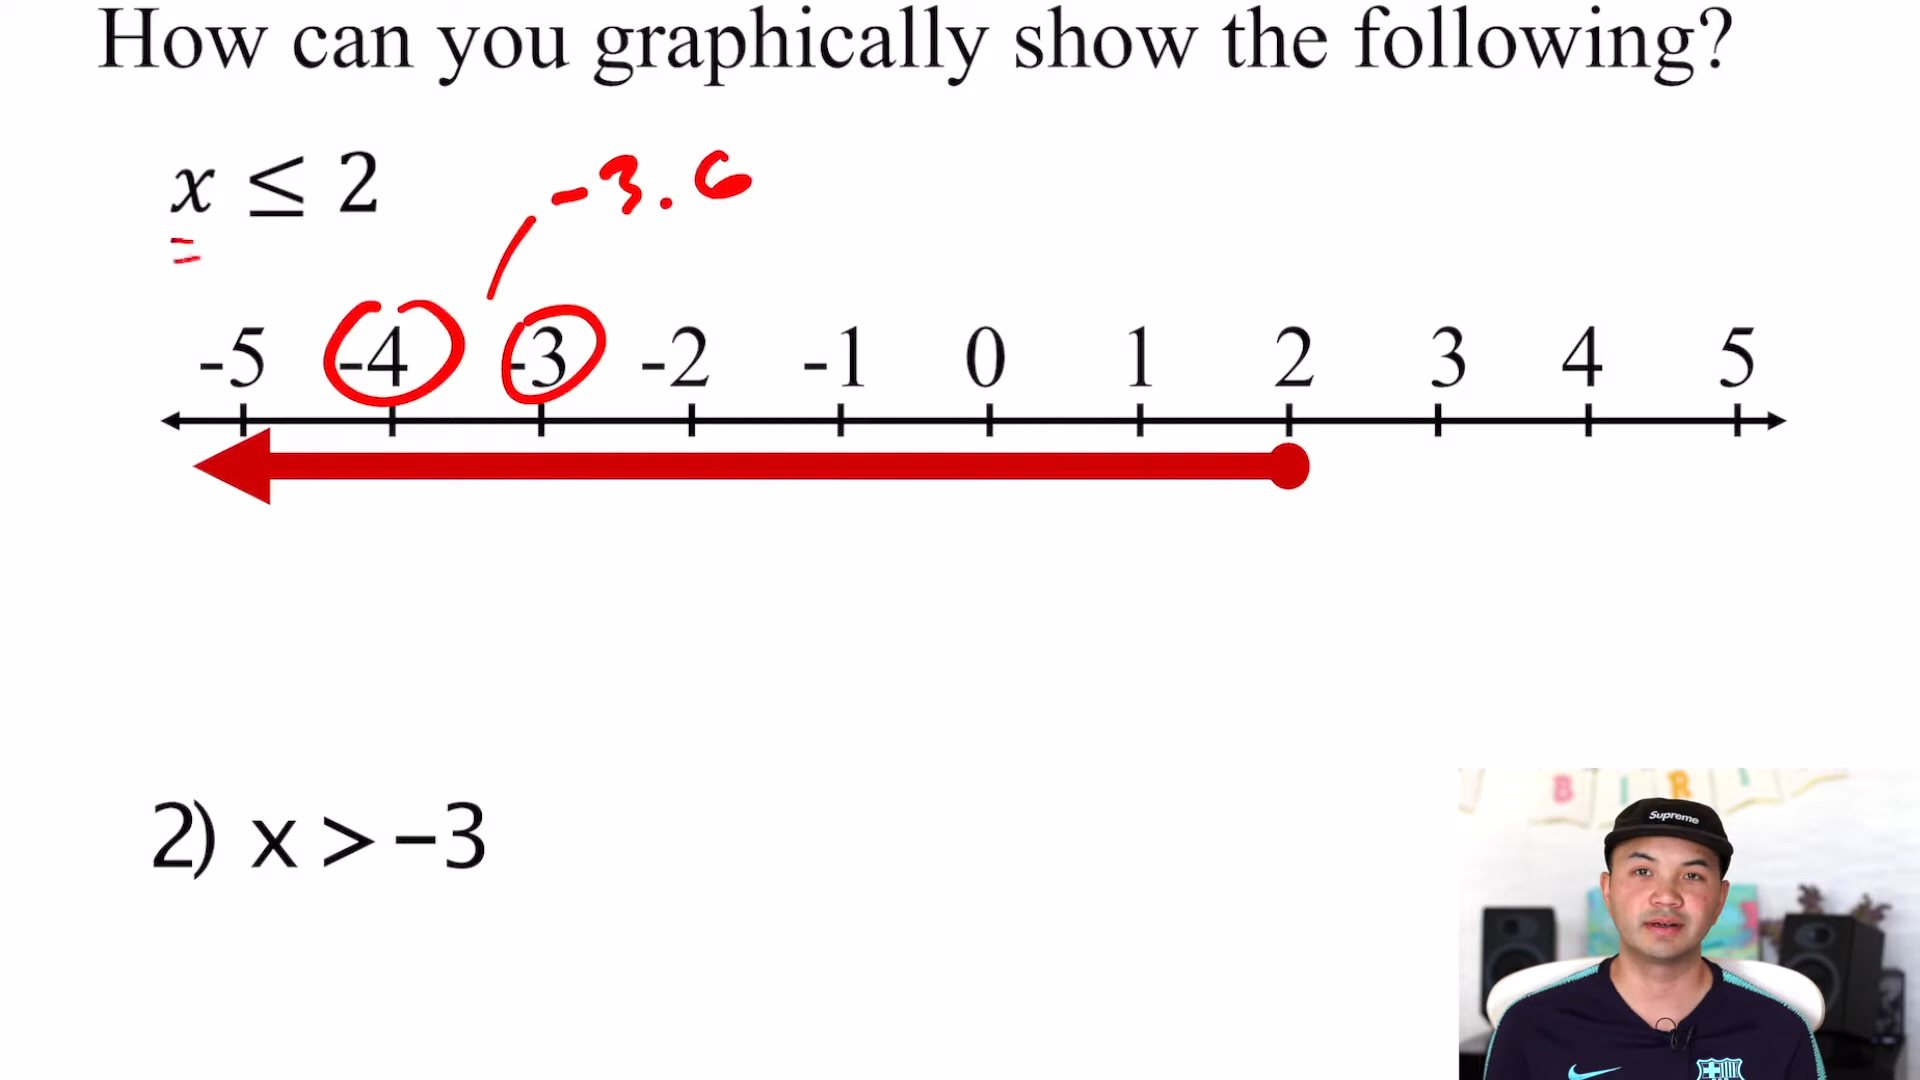 How can you graphically show the following?
x ≤ 2
-3.6
-5 -4 -3 -2 -1 0 1 2 3 4 5
2) x > -3
B I R T
Supreme